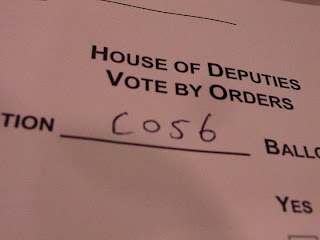 HOUSE OF DEPUTIES
VOTE BY ORDERS
TION C056 BALLO
YES